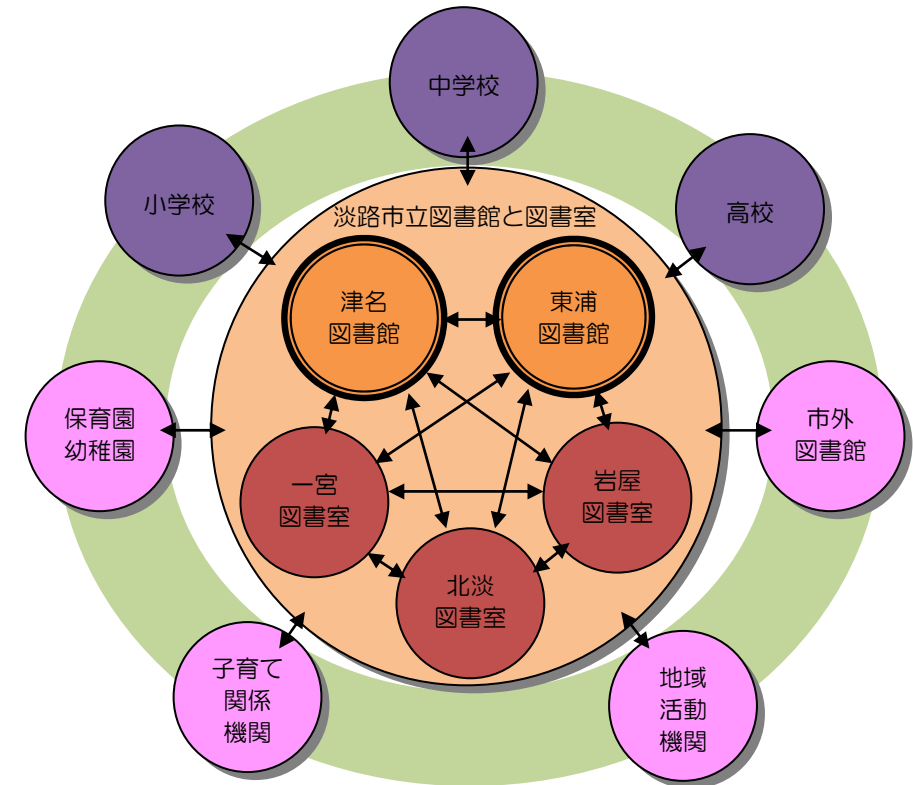 中学校
小学校
高校
淡路市立図書館と図書室
津名
図書館
東浦
図書館
保育園
幼稚園
市外
図書館
一宮
図書室
岩屋
図書室
北淡
図書室
子育て
関係
機関
地域
活動
機関